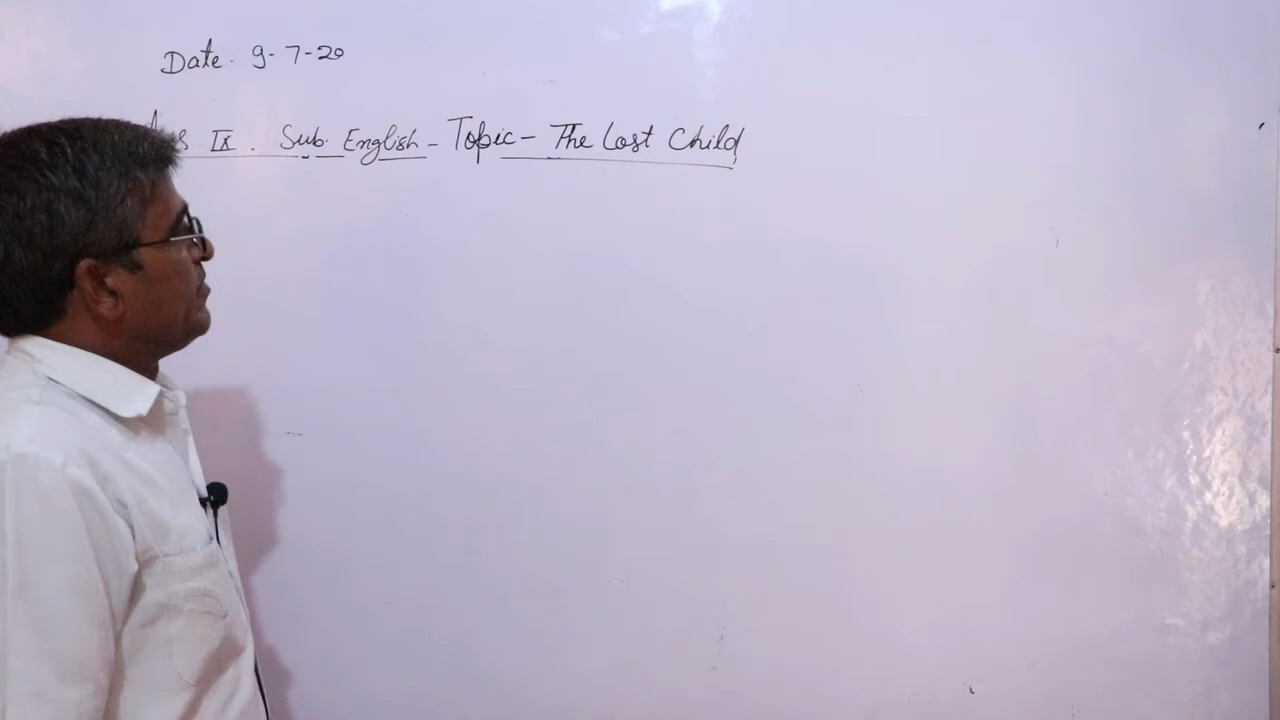 Date. 9-7-20
IX. Sub. English - Topic - The Lost Child